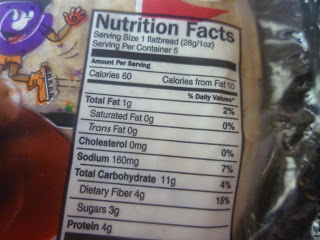 Nutrition Facts
Serving Size 1 flatbread (28g/1oz)
Serving Per Container 5
Amount Per Serving
Calories 60 Calories from Fat 10
% Daily Values*
Total Fat 1g 2%
Saturated Fat 0g 0%
Trans Fat 0g
Cholesterol 0mg 0%
Sodium 160mg 7%
Total Carbohydrate 11g 4%
Dietary Fiber 4g 15%
Sugars 3g
Protein 4g